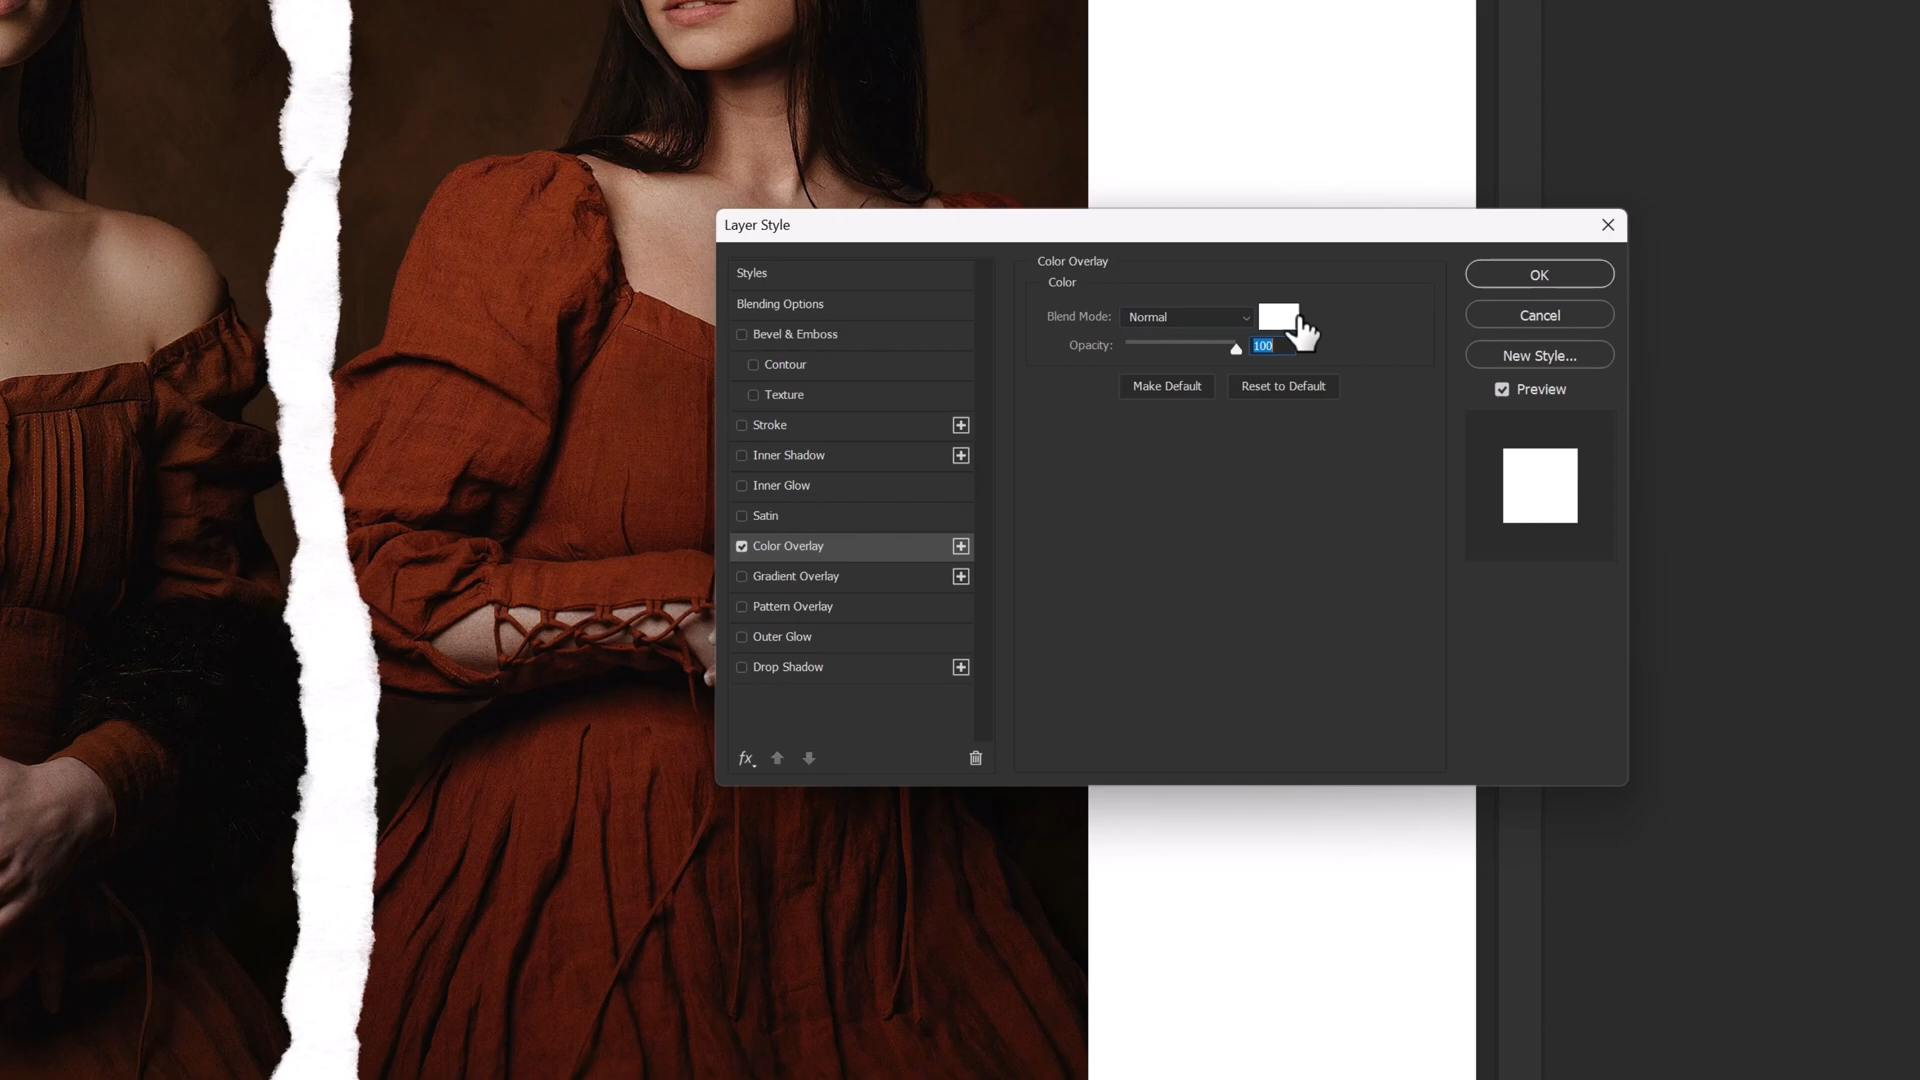 Layer Style
Styles
Blending Options
Bevel & Emboss
Contour
Texture
Stroke
Inner Shadow
Inner Glow
Satin
Color Overlay
Gradient Overlay
Pattern Overlay
Outer Glow
Drop Shadow
fx
Color Overlay
Color
Blend Mode: Normal
Opacity: 100
Make Default Reset to Default
OK
Cancel
New Style...
Preview